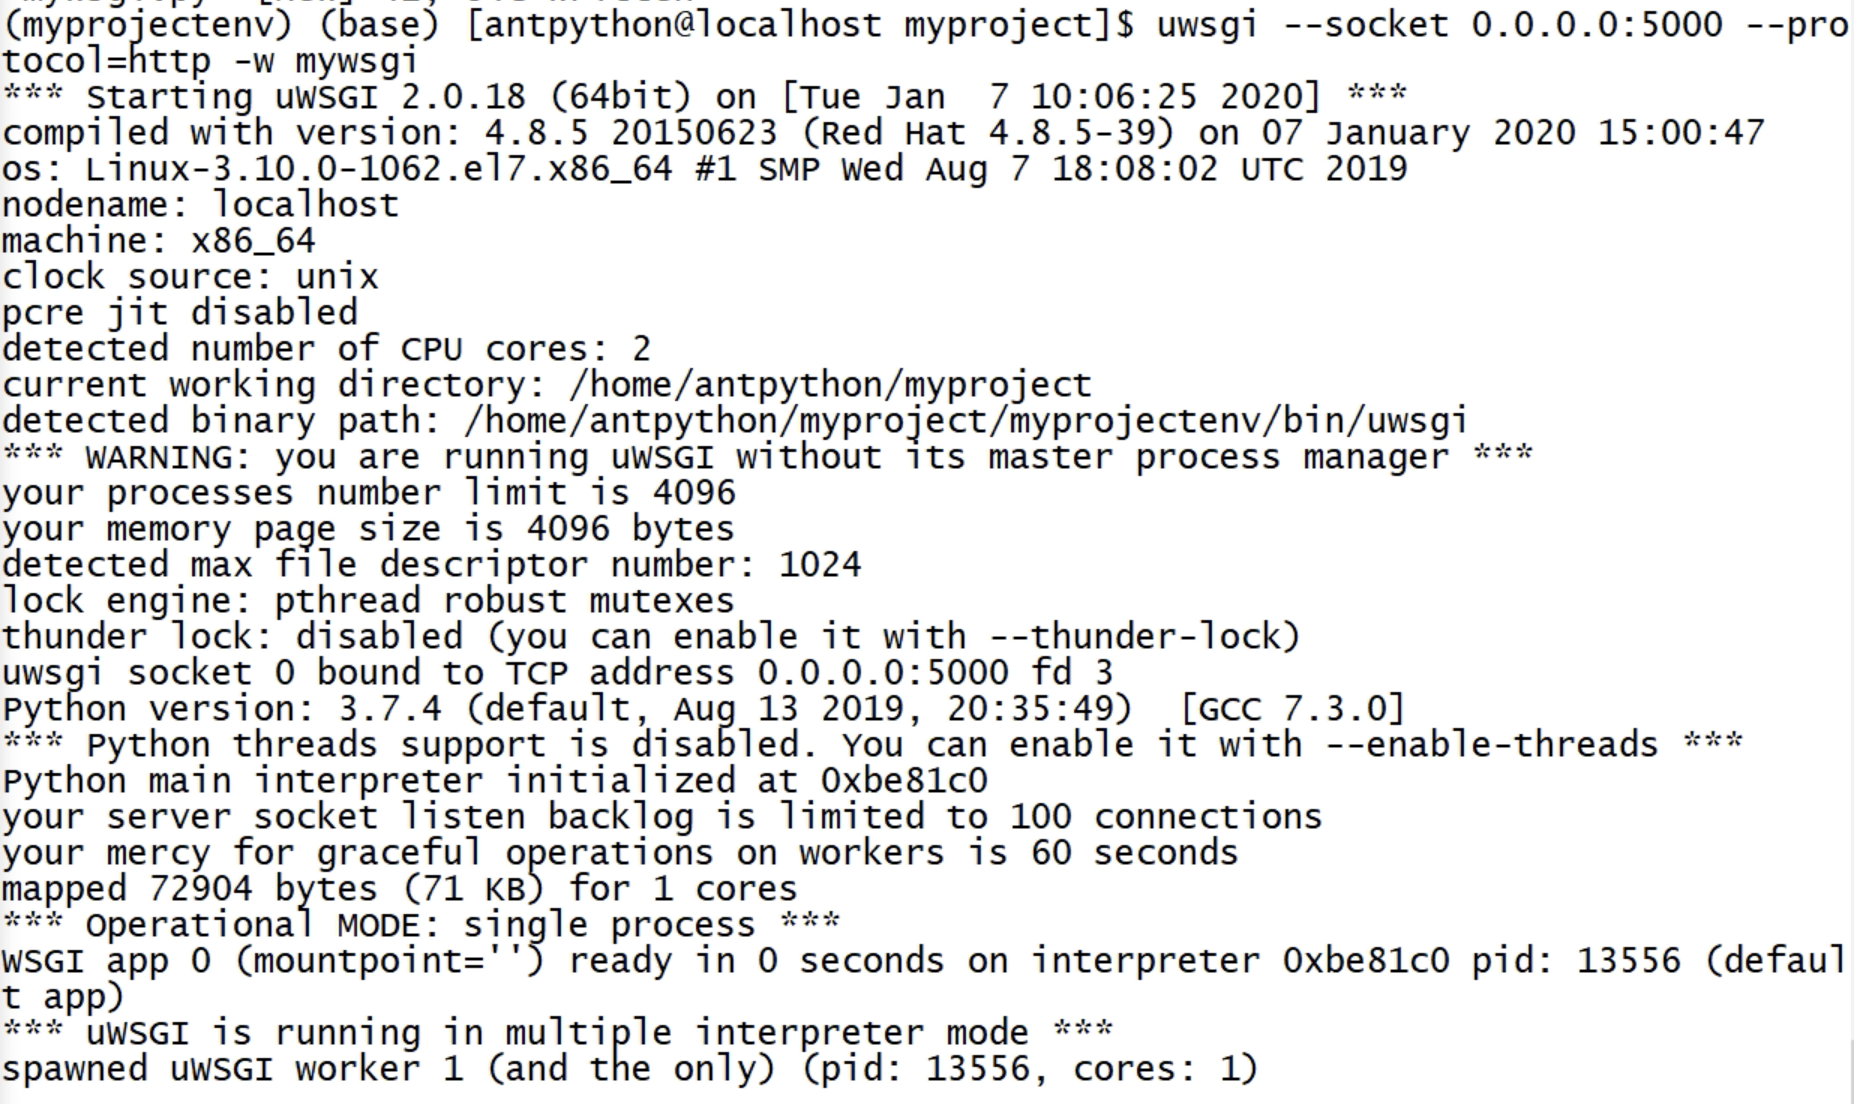 (myprojectenv) (base) [antpython@localhost myproject]$ uwsgi --socket 0.0.0.0:5000 --pro
tocol=http -w mywsgi
*** Starting uWSGI 2.0.18 (64bit) on [Tue Jan  7 10:06:25 2020] ***
compiled with version: 4.8.5 20150623 (Red Hat 4.8.5-39) on 07 January 2020 15:00:47
os: Linux-3.10.0-1062.el7.x86_64 #1 SMP Wed Aug 7 18:08:02 UTC 2019
nodename: localhost
machine: x86_64
clock source: unix
pcre jit disabled
detected number of CPU cores: 2
current working directory: /home/antpython/myproject
detected binary path: /home/antpython/myproject/myprojectenv/bin/uwsgi
*** WARNING: you are running uWSGI without its master process manager ***
your processes number limit is 4096
your memory page size is 4096 bytes
detected max file descriptor number: 1024
lock engine: pthread robust mutexes
thunder lock: disabled (you can enable it with --thunder-lock)
uwsgi socket 0 bound to TCP address 0.0.0.0:5000 fd 3
Python version: 3.7.4 (default, Aug 13 2019, 20:35:49)  [GCC 7.3.0]
*** Python threads support is disabled. You can enable it with --enable-threads ***
Python main interpreter initialized at 0xbe81c0
your server socket listen backlog is limited to 100 connections
your mercy for graceful operations on workers is 60 seconds
mapped 72904 bytes (71 KB) for 1 cores
*** Operational MODE: single process ***
WSGI app 0 (mountpoint='') ready in 0 seconds on interpreter 0xbe81c0 pid: 13556 (defaul
t app)
*** uWSGI is running in multiple interpreter mode ***
spawned uWSGI worker 1 (and the only) (pid: 13556, cores: 1)